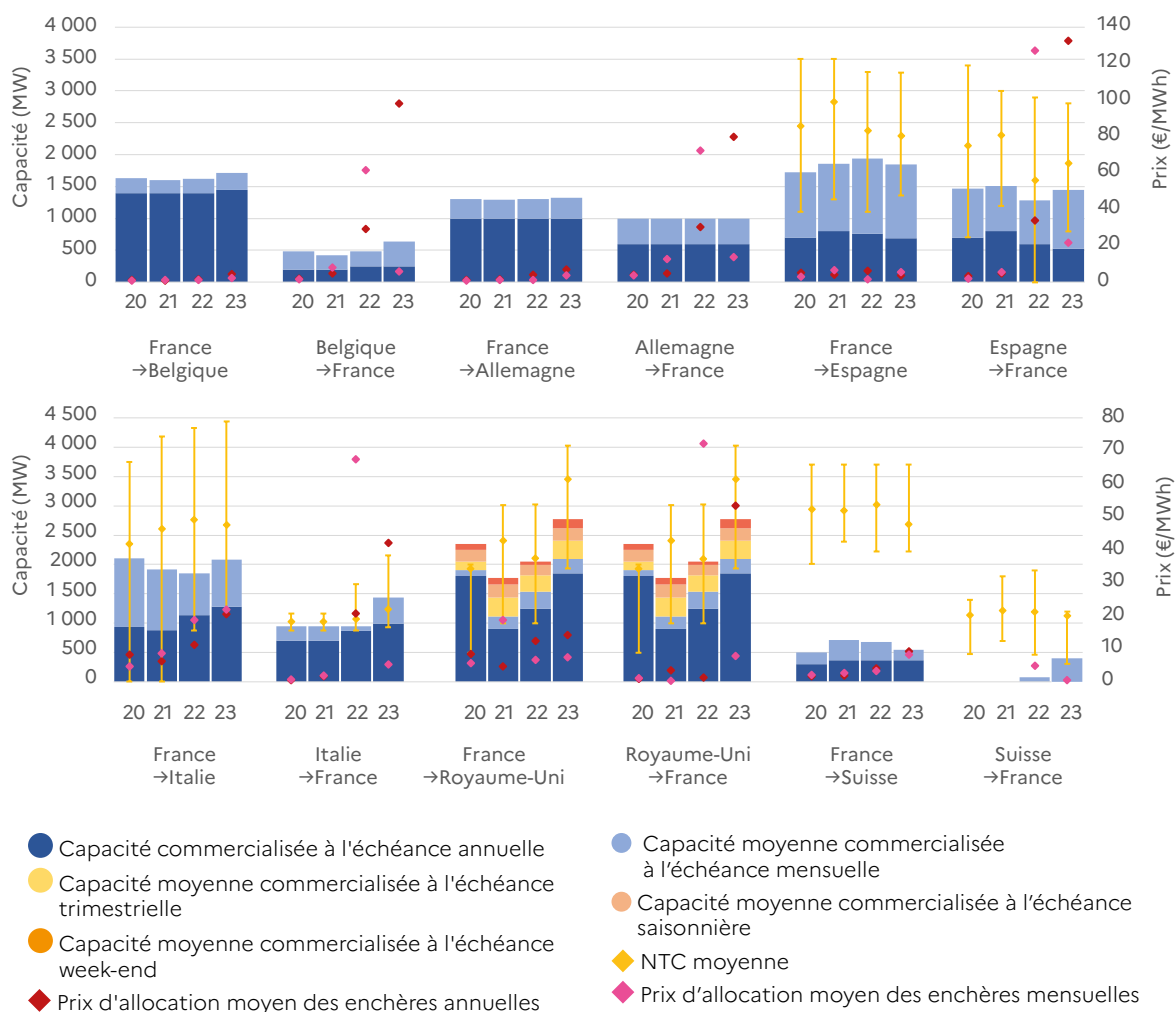 4 000
3 500
3 000
2 500
2 000
1 500
1 000
500
0
Capacité (MW)
140
120
100
80
60
40
20
0
Prix (€/MWh)
20 21 22 23 20 21 22 23 20 21 22 23 20 21 22 23 20 21 22 23 20 21 22 23
France Belgique France Allemagne France Espagne
→Belgique →France →Allemagne →France →Espagne →France
4 500
4 000
3 500
3 000
2 500
2000
1 500
1 000
500
0
Capacité (MW)
80
70
60
50
40
30
20
10
0
Prix (€/MWh)
20 21 22 23 20 21 22 23 20 21 22 23 20 21 22 23 20 21 22 23 20 21 22 23
France Italie France Royaume-Uni France Suisse
→Italie →France →Royaume-Uni →France →Suisse →France
Capacité commercialisée à l'échéance annuelle
Capacité moyenne commercialisée à l'échéance
trimestrielle
Capacité moyenne commercialisée à l'échéance
week-end
Prix d'allocation moyen des enchères annuelles
Capacité moyenne commercialisée
à l’échéance mensuelle
Capacité moyenne commercialisée à l’échéance
saisonnière
NTC moyenne
Prix d’allocation moyen des enchères mensuelles